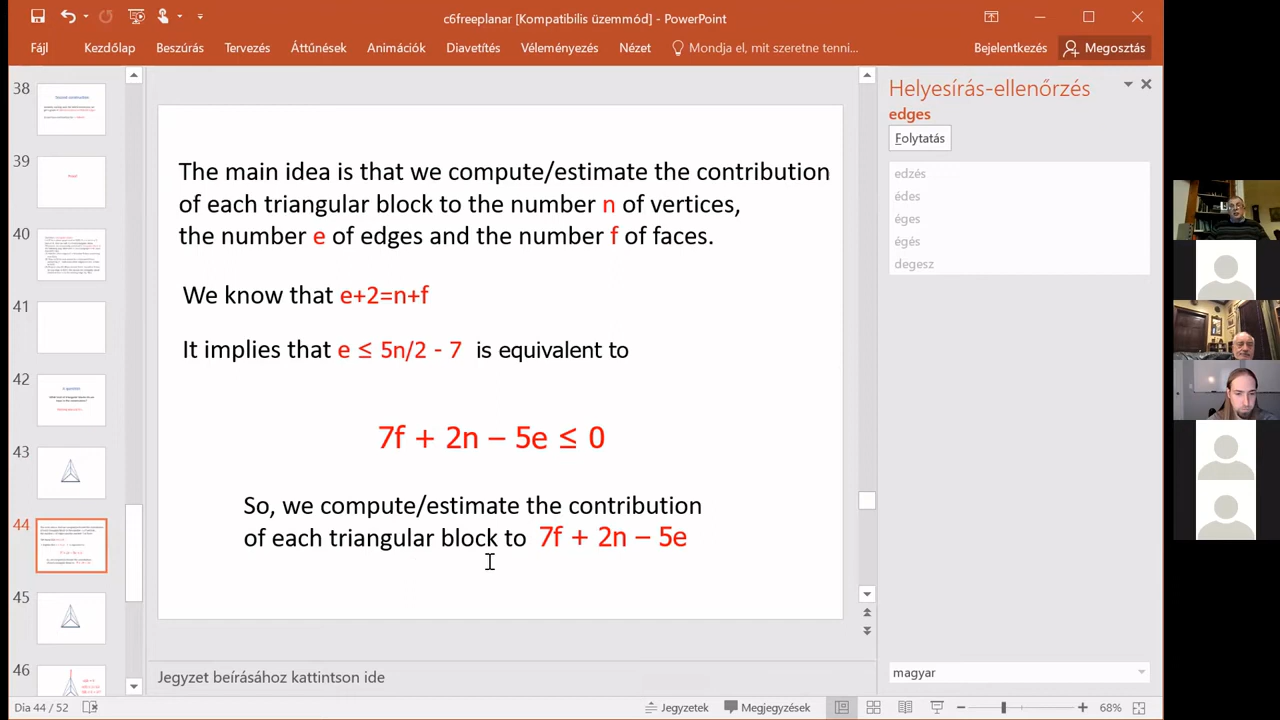 c6freeplanar [Kompatibilis üzemmód] - PowerPoint
Fájl Kezdőlap Beszúrás Tervezés Áttűnések Animációk Diavetítés Véleményezés Nézet Mondja el, mit szeretne tenni... Bejelentkezés Megosztás
38
39
40
41
42
43
44
45
46
The main idea is that we compute/estimate the contribution
of each triangular block to the number n of vertices,
the number e of edges and the number f of faces.
We know that e+2=n+f
It implies that e ≤ 5n/2 - 7 is equivalent to
7f + 2n – 5e ≤ 0
So, we compute/estimate the contribution
of each triangular block to 7f + 2n – 5e
Helyesírás-ellenőrzés
edges
Folytatás
edzés
édes
éges
égés
degesz
magyar
Jegyzet beírásához kattintson ide
Dia 44 / 52 Jegyzetek Megjegyzések 68%